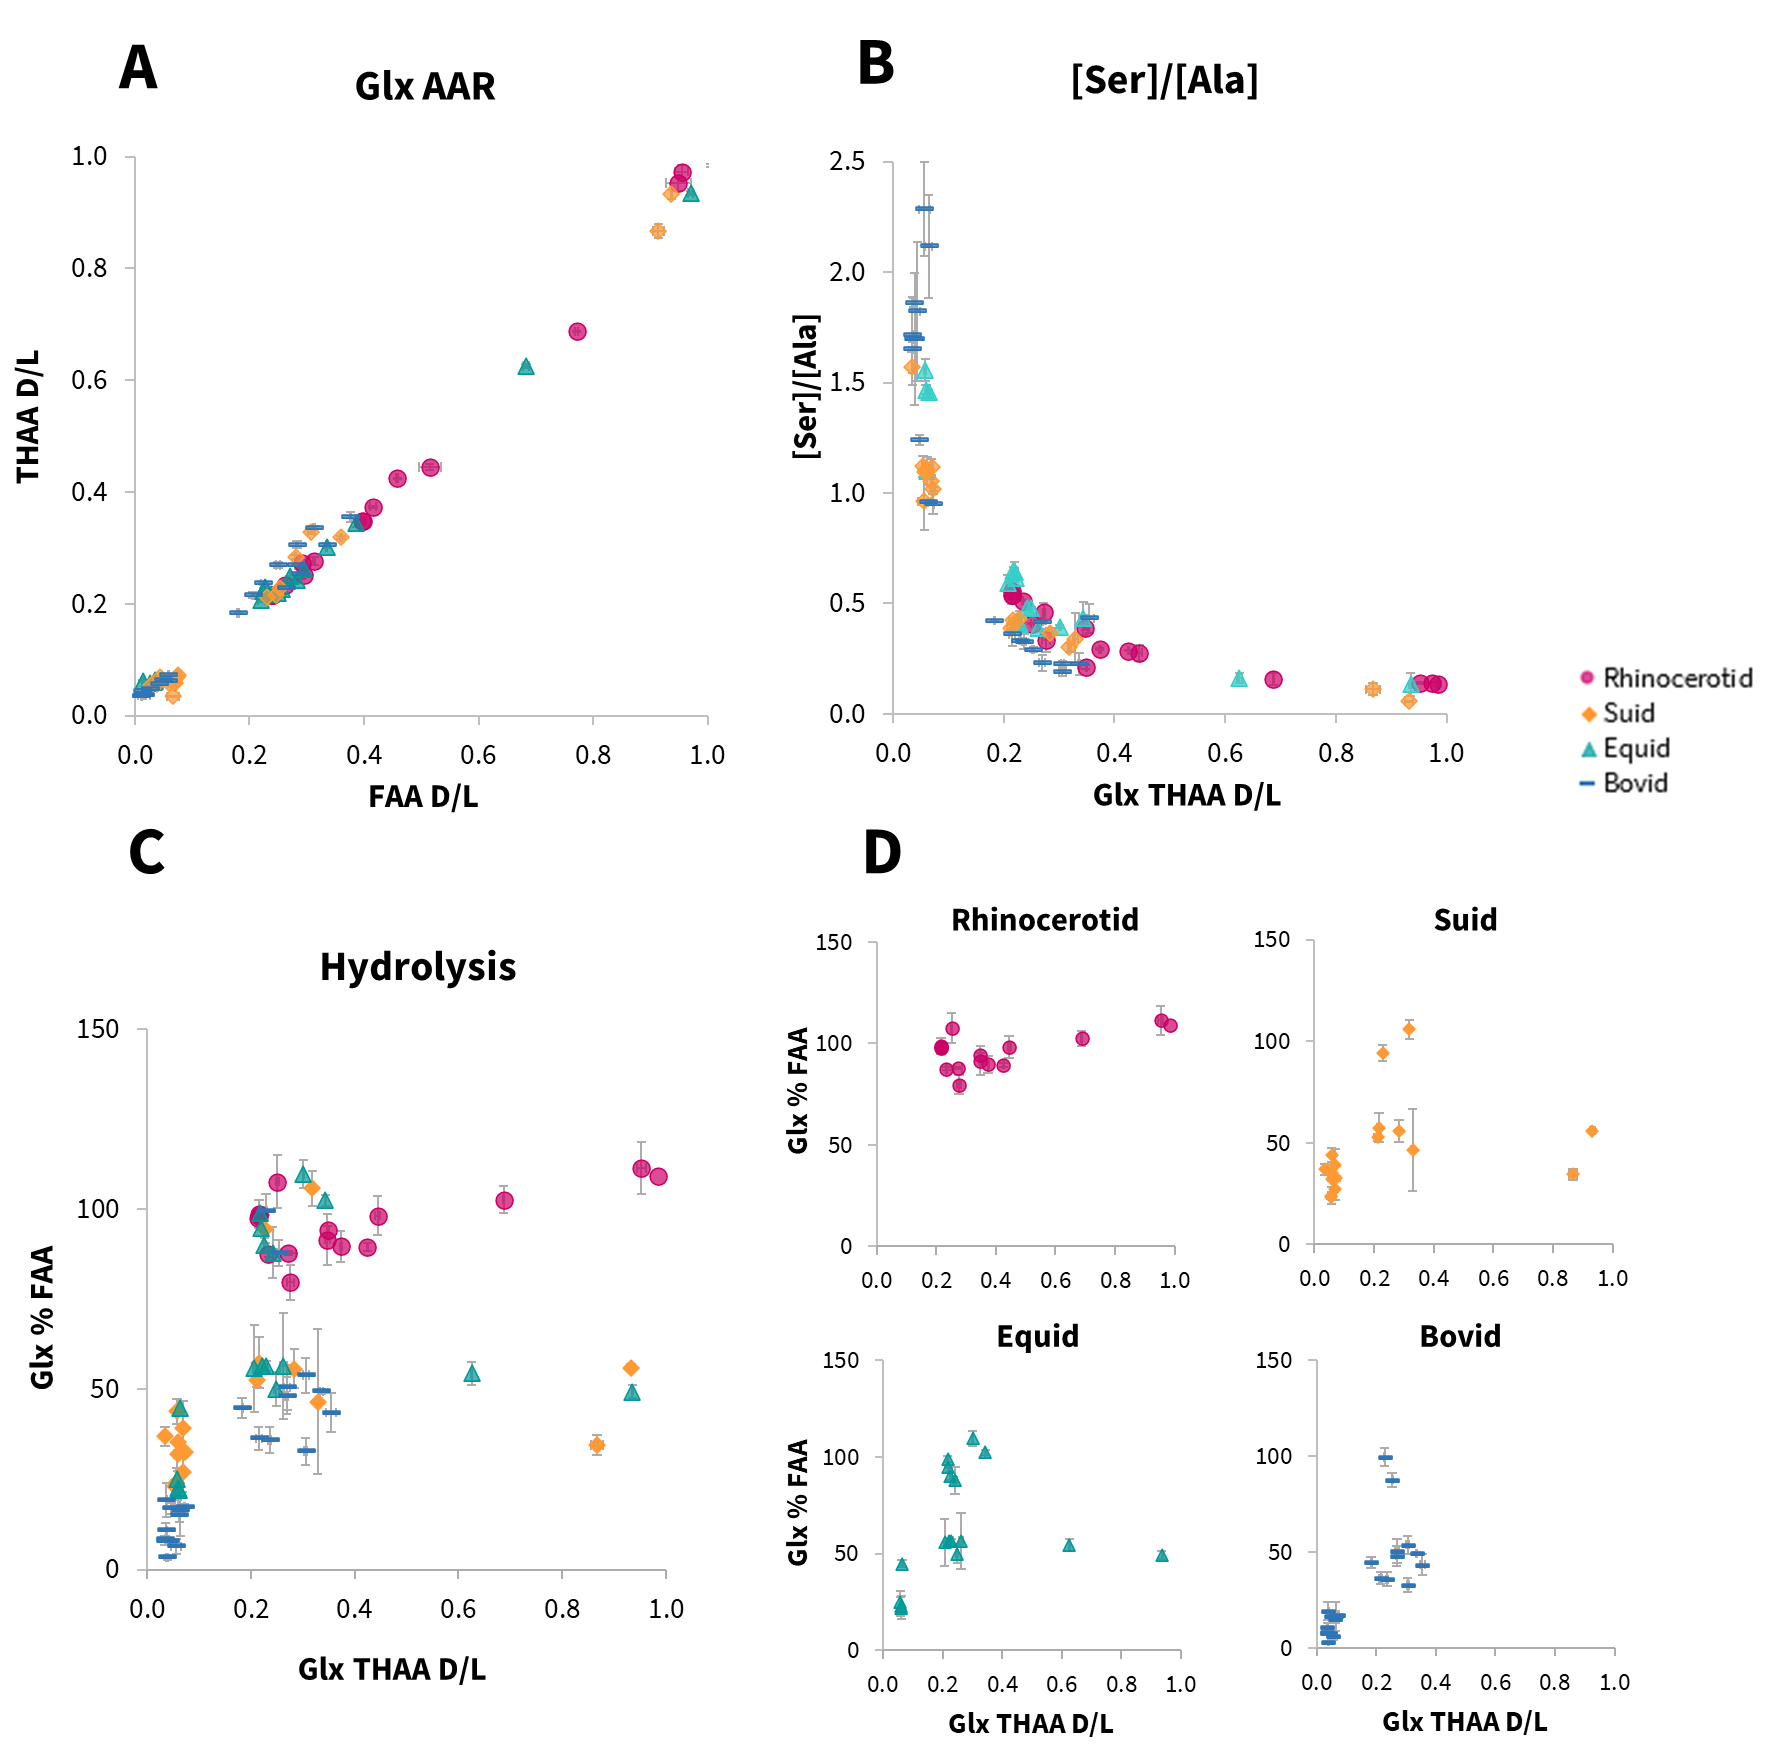 A
Glx AAR
1.0
0.8
0.6
0.4
0.2
0.0
THAA D/L
0.0 0.2 0.4 0.6 0.8 1.0
FAA D/L
B
[Ser]/[Ala]
2.5
2.0
1.5
1.0
0.5
0.0
[Ser]/[Ala]
0.0 0.2 0.4 0.6 0.8 1.0
Glx THAA D/L
Rhinocerotid
Suid
Equid
Bovid
C
Hydrolysis
150
100
50
0
Glx % FAA
0.0 0.2 0.4 0.6 0.8 1.0
Glx THAA D/L
D
Rhinocerotid
150
100
50
0
Glx % FAA
0.0 0.2 0.4 0.6 0.8 1.0
Suid
150
100
50
0
0.0 0.2 0.4 0.6 0.8 1.0
Equid
150
100
50
0
Glx % FAA
0.0 0.2 0.4 0.6 0.8 1.0
Glx THAA D/L
Bovid
150
100
50
0
0.0 0.2 0.4 0.6 0.8 1.0
Glx THAA D/L